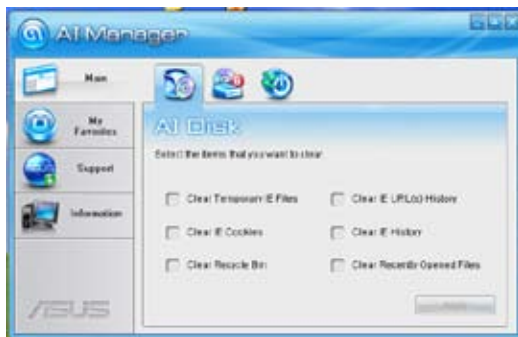 AI Manager
Main
My
Favorites
Support
Information
AI Disk
Select the items that you want to clear
Clear Temporary IE Files
Clear IE URL(s) History
Clear IE Cookies
Clear IE History
Clear Recycle Bin
Clear Recently Opened Files
ASUS